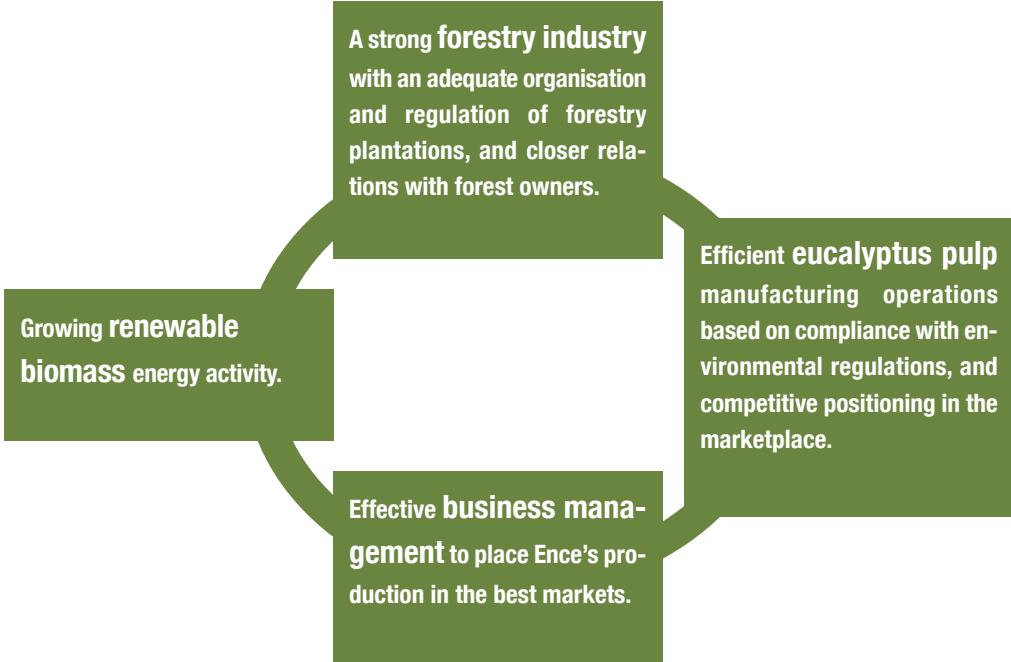 A strong forestry industry
with an adequate organisation
and regulation of forestry
plantations, and closer rela-
tions with forest owners.
Efficient eucalyptus pulp
manufacturing operations
based on compliance with en-
vironmental regulations, and
competitive positioning in the
marketplace.
Growing renewable
biomass energy activity.
Effective business mana-
gement to place Ence’s pro-
duction in the best markets.